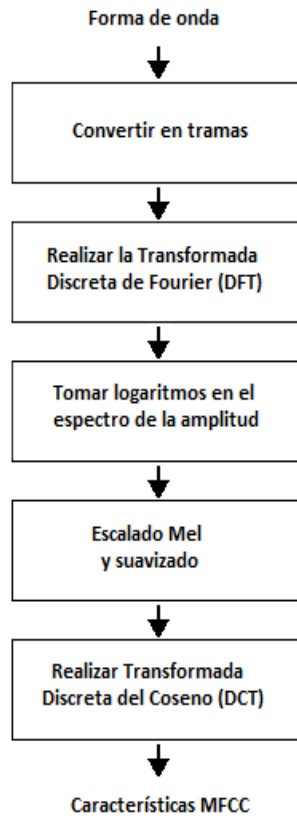 Forma de onda
Convertir en tramas
Realizar la Transformada
Discreta de Fourier (DFT)
Tomar logaritmos en el
espectro de la amplitud
Escalado Mel
y suavizado
Realizar Transformada
Discreta del Coseno (DCT)
Características MFCC